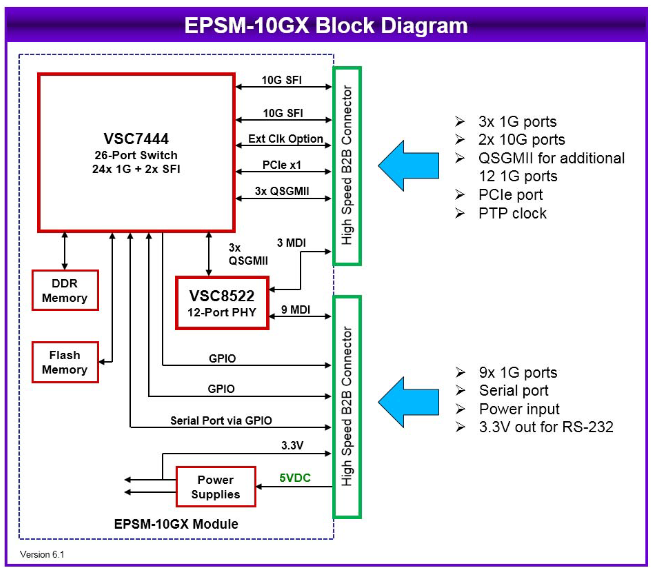 EPSM-10GX Block Diagram
VSC7444
26-Port Switch
24x 1G + 2x SFI
10G SFI
10G SFI
Ext Clk Option
PCIe x1
3x QSGMII
High Speed B2B Connector
3x 1G ports
2x 10G ports
QSGMII for additional
12 1G ports
PCIe port
PTP clock
3x
QSGMII
3 MDI
DDR
Memory
VSC8522
12-Port PHY
9 MDI
Flash
Memory
GPIO
GPIO
Serial Port via GPIO
3.3V
Power
Supplies
5VDC
High Speed B2B Connector
9x 1G ports
Serial port
Power input
3.3V out for RS-232
EPSM-10GX Module
Version 6.1